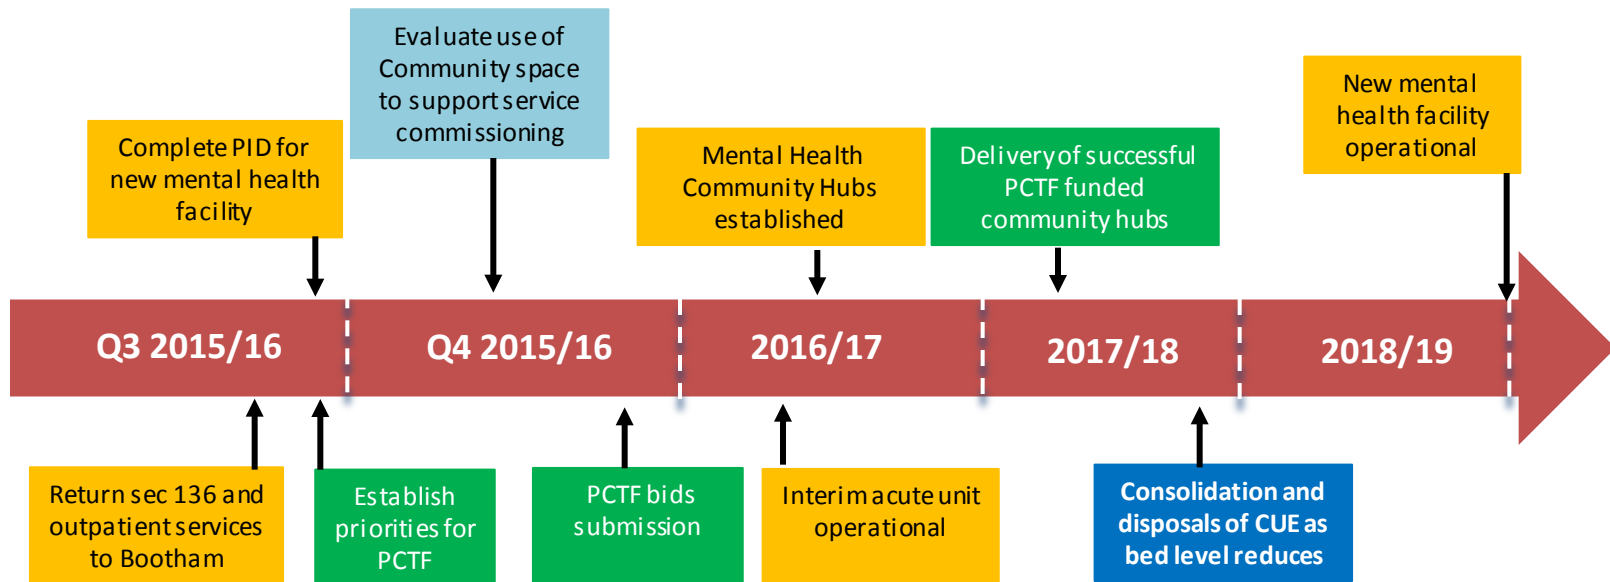 Evaluate use of
Community space
to support service
commissioning
New mental
health facility
operational
Complete PID for
new mental health
facility
Mental Health
Community Hubs
established
Delivery of successful
PCTF funded
community hubs
Q3 2015/16
Q4 2015/16
2016/17
2017/18
2018/19
Return sec 136 and
outpatient services
to Bootham
Establish
priorities for
PCTF
PCTF bids
submission
Interim acute unit
operational
Consolidation and
disposals of CUE as
bed level reduces